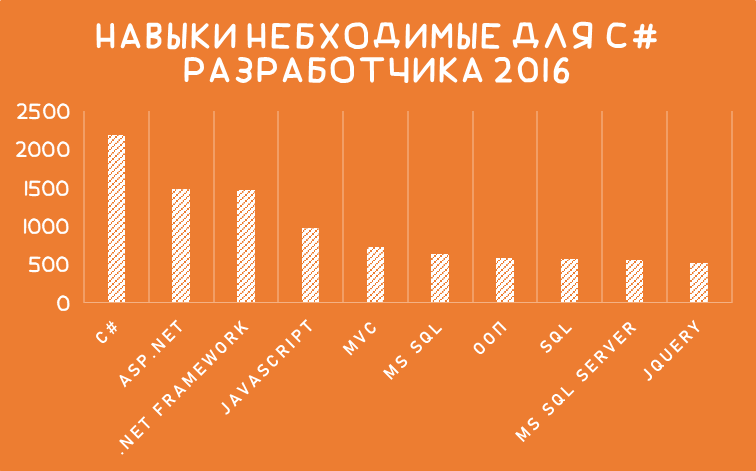 НАВЫКИ НЕБХОДИМЫЕ ДЛЯ C#
РАЗРАБОТЧИКА 2016
2500
2000
1500
1000
500
0
C#
ASP.NET
.NET FRAMEWORK
JAVASCRIPT
MVC
MS SQL
ООП
SQL
MS SQL SERVER
JQUERY